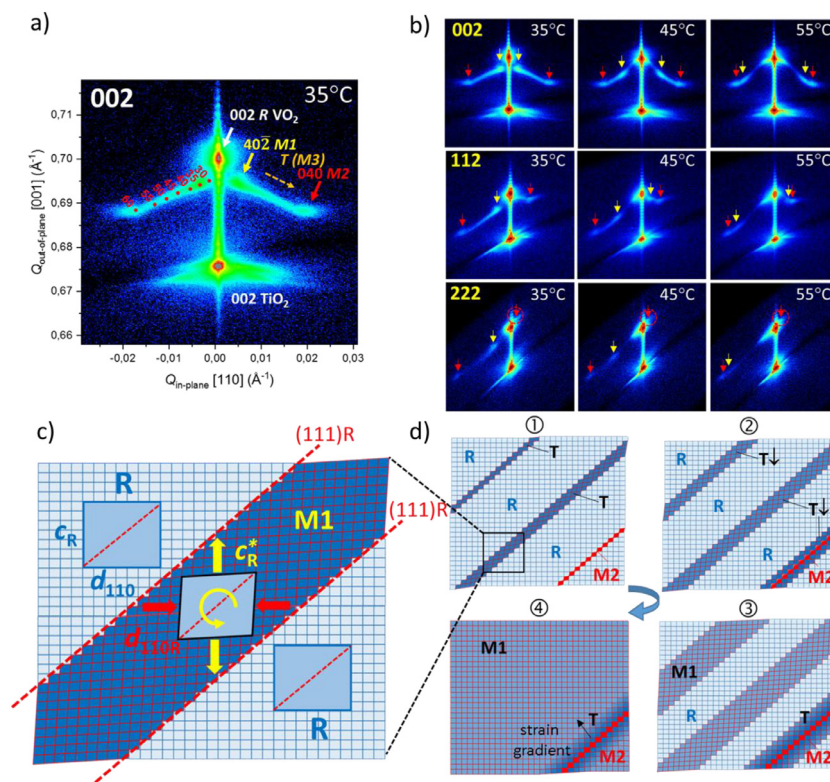 a)
002
35°C
002 R VO₂
402̄ M1
T (M3)
040 M2
002 TiO₂
0,71
0,70
0,69
0,68
0,67
0,66
Qout-of-plane [001] (Å⁻¹)
-0,02 -0,01 0,00 0,01 0,02 0,03
Qin-plane [110] (Å⁻¹)
b)
002 35°C 45°C 55°C
112 35°C 45°C 55°C
222 35°C 45°C 55°C
c)
(111)R
R
M1
(111)R
cR
cR*
d110
d110R
R
d)
①
R
T
R
T
R
M2
②
R
T↓
T↓
R
M2
④
M1
T
strain
gradient
M2
③
M1
R
T
M2